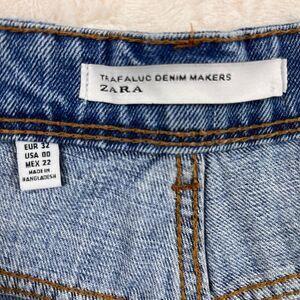 TRAFALUC DENIM MAKERS
ZARA
EUR 32
USA 00
MEX 22
MADE IN
BANGLADESH